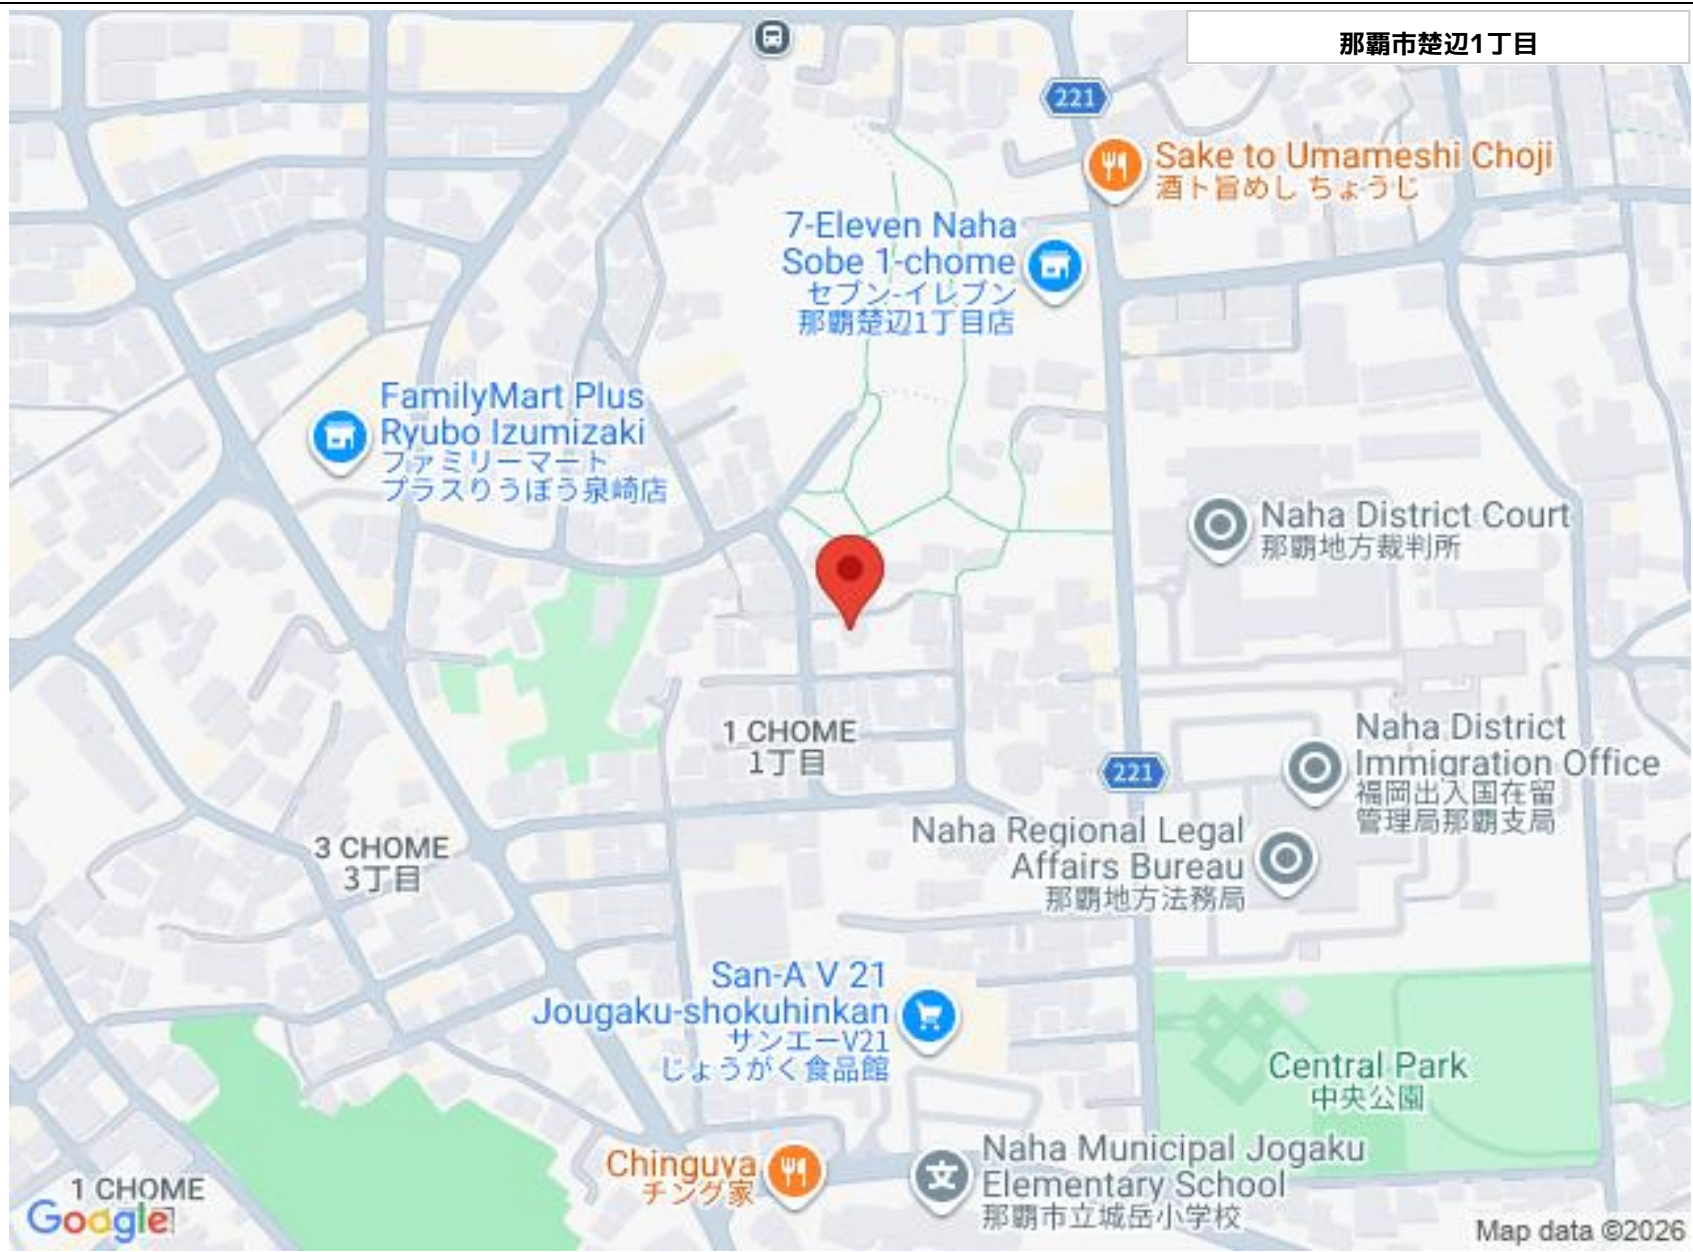 那覇市楚辺1丁目
221
Sake to Umameshi Choji
酒ト旨めし ちょうじ
7-Eleven Naha
Sobe 1-chome
セブン-イレブン
那覇楚辺1丁目店
FamilyMart Plus
Ryubo Izumizaki
ファミリーマート
プラスりうぼう泉崎店
Naha District Court
那覇地方裁判所
1 CHOME
1丁目
Naha District
Immigration Office
福岡出入国在留
管理局那覇支局
221
Naha Regional Legal
Affairs Bureau
那覇地方法務局
3 CHOME
3丁目
San-A V 21
Jougaku-shokuhinkan
サンエーV21
じょうがく食品館
Central Park
中央公園
Chinguya
チング家
文
Naha Municipal Jogaku
Elementary School
那覇市立城岳小学校
1 CHOME
Google
Map data ©2026